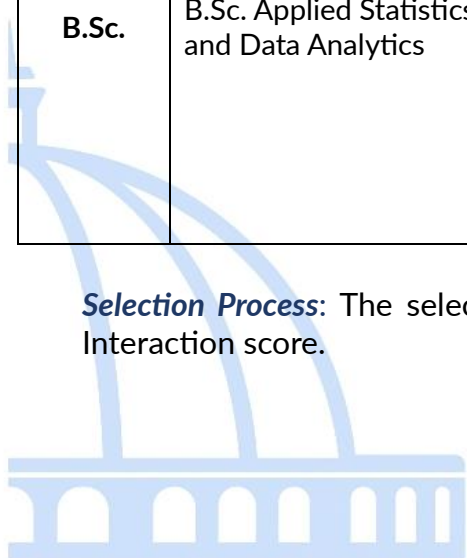 B.Sc.
B.Sc. Applied Statistics
and Data Analytics
Selection Process: The
Interaction score.